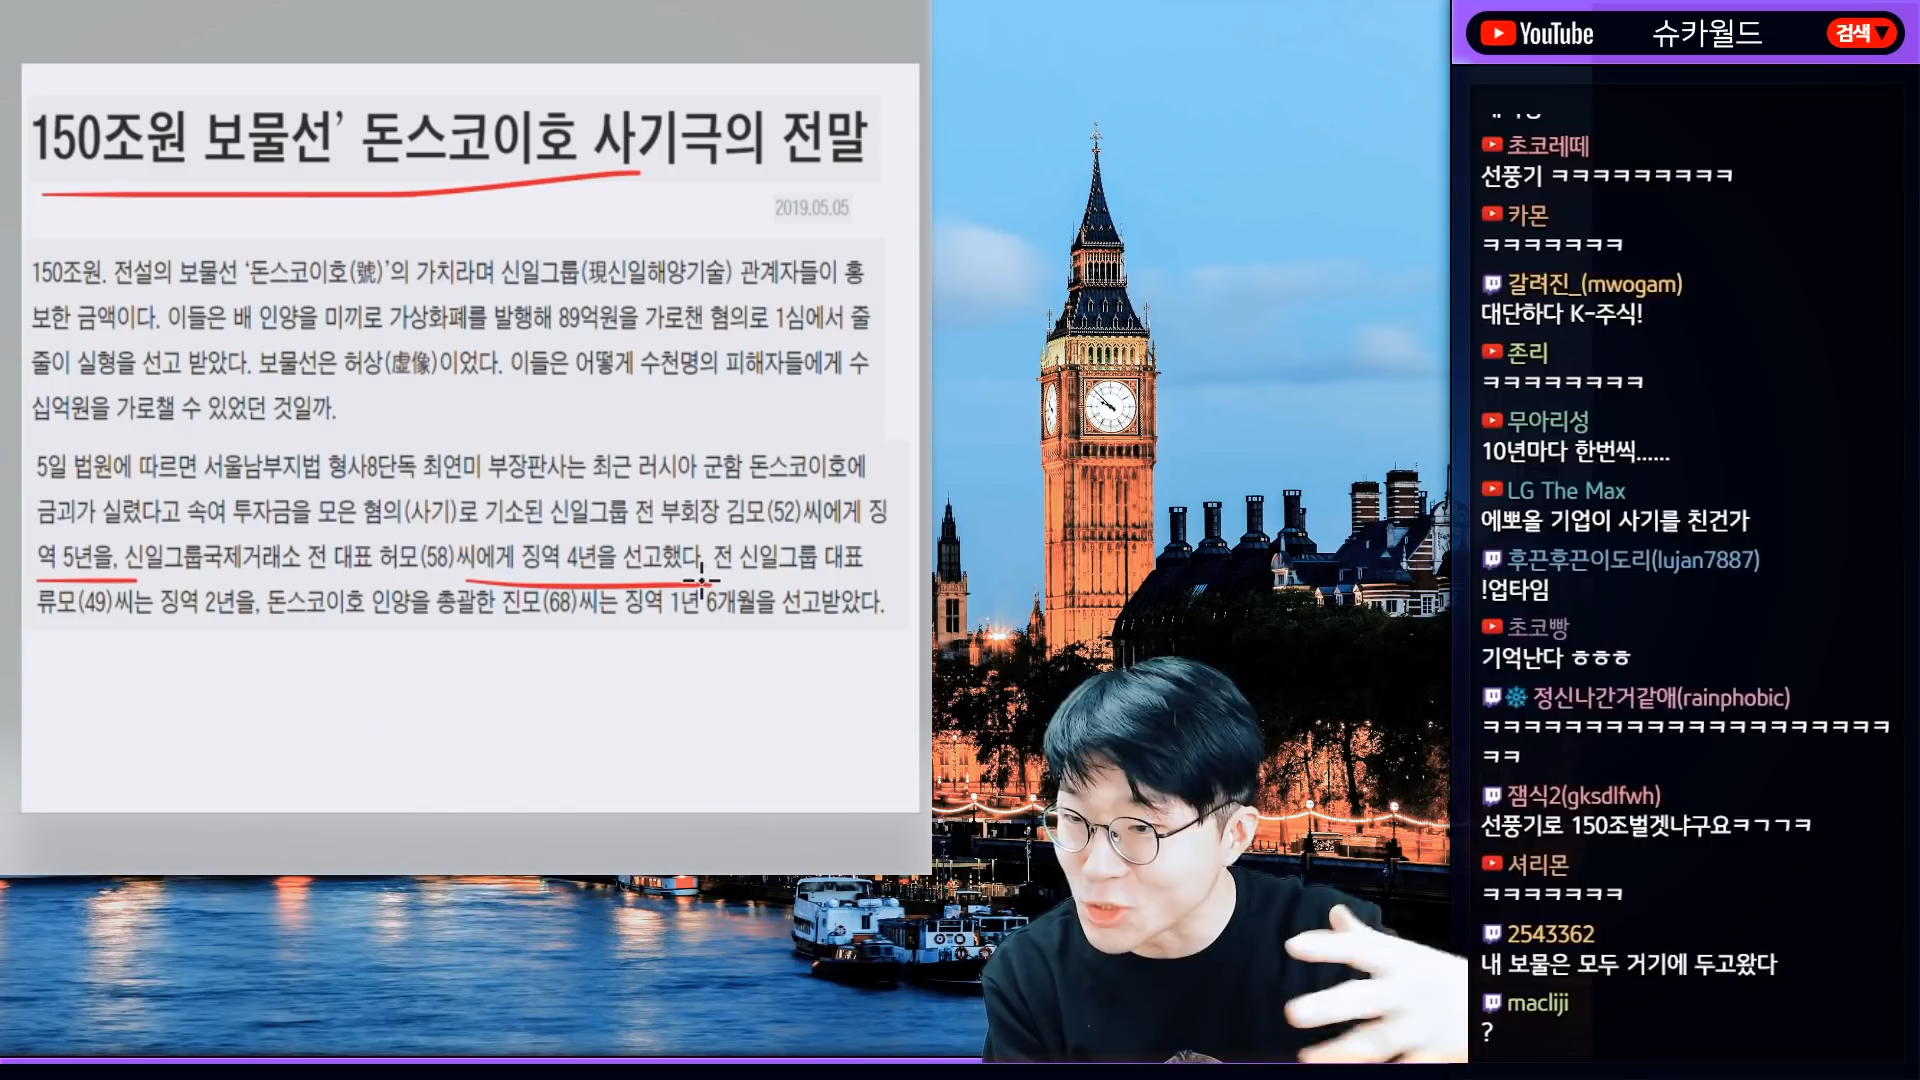 150조원 보물선’ 돈스코이호 사기극의 전말
2019.05.05
150조원. 전설의 보물선 ‘돈스코이호(號)’의 가치라며 신일그룹(現신일해양기술) 관계자들이 홍
보한 금액이다. 이들은 배 인양을 미끼로 가상화폐를 발행해 89억원을 가로챈 혐의로 1심에서 줄
줄이 실형을 선고 받았다. 보물선은 허상(虛像)이었다. 이들은 어떻게 수천명의 피해자들에게 수
십억원을 가로챌 수 있었던 것일까.
5일 법원에 따르면 서울남부지법 형사8단독 최연미 부장판사는 최근 러시아 군함 돈스코이호에
금괴가 실렸다고 속여 투자금을 모은 혐의(사기)로 기소된 신일그룹 전 부회장 김모(52)씨에게 징
역 5년을, 신일그룹국제거래소 전 대표 허모(58)씨에게 징역 4년을 선고했다. 전 신일그룹 대표
류모(49)씨는 징역 2년을, 돈스코이호 인양을 총괄한 진모(68)씨는 징역 1년 6개월을 선고받았다.
YouTube 슈카월드 검색▼
초코레떼
선풍기 ㅋㅋㅋㅋㅋㅋㅋㅋㅋ
카몬
ㅋㅋㅋㅋㅋㅋㅋ
갈려진_(mwogam)
대단하다 K-주식!
존리
ㅋㅋㅋㅋㅋㅋㅋㅋ
무아리성
10년마다 한번씩......
LG The Max
에뽀올 기업이 사기를 친건가
후끈후끈이도리(lujan7887)
!업타임
초코빵
기억난다 ㅎㅎㅎ
정신나간거같애(rainphobic)
ㅋㅋㅋㅋㅋㅋㅋㅋㅋㅋㅋㅋㅋㅋㅋㅋㅋㅋㅋㅋ
ㅋㅋ
잼식2(gksdlfwh)
선풍기로 150조벌겟냐구요ㅋㄱㄱㅋ
셔리몬
ㅋㅋㅋㅋㅋㅋㅋ
2543362
내 보물은 모두 거기에 두고왔다
macliji
?